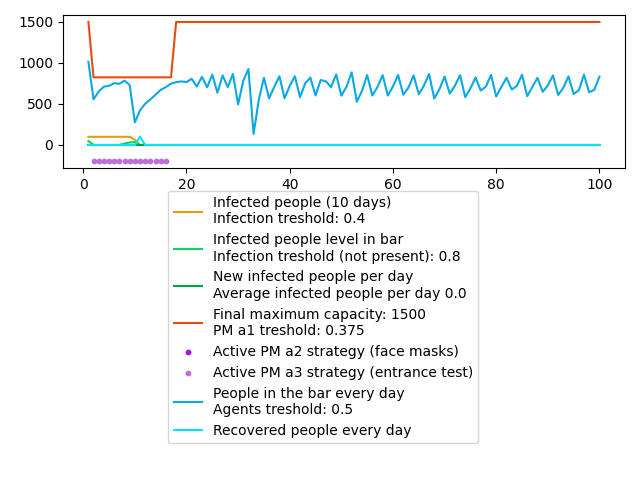 1500
1000
500
0
0
20
40
60
80
100
Infected people (10 days)
Infection treshold: 0.4
Infected people level in bar
Infection treshold (not present): 0.8
New infected people per day
Average infected people per day 0.0
Final maximum capacity: 1500
PM a1 treshold: 0.375
Active PM a2 strategy (face masks)
Active PM a3 strategy (entrance test)
People in the bar every day
Agents treshold: 0.5
Recovered people every day